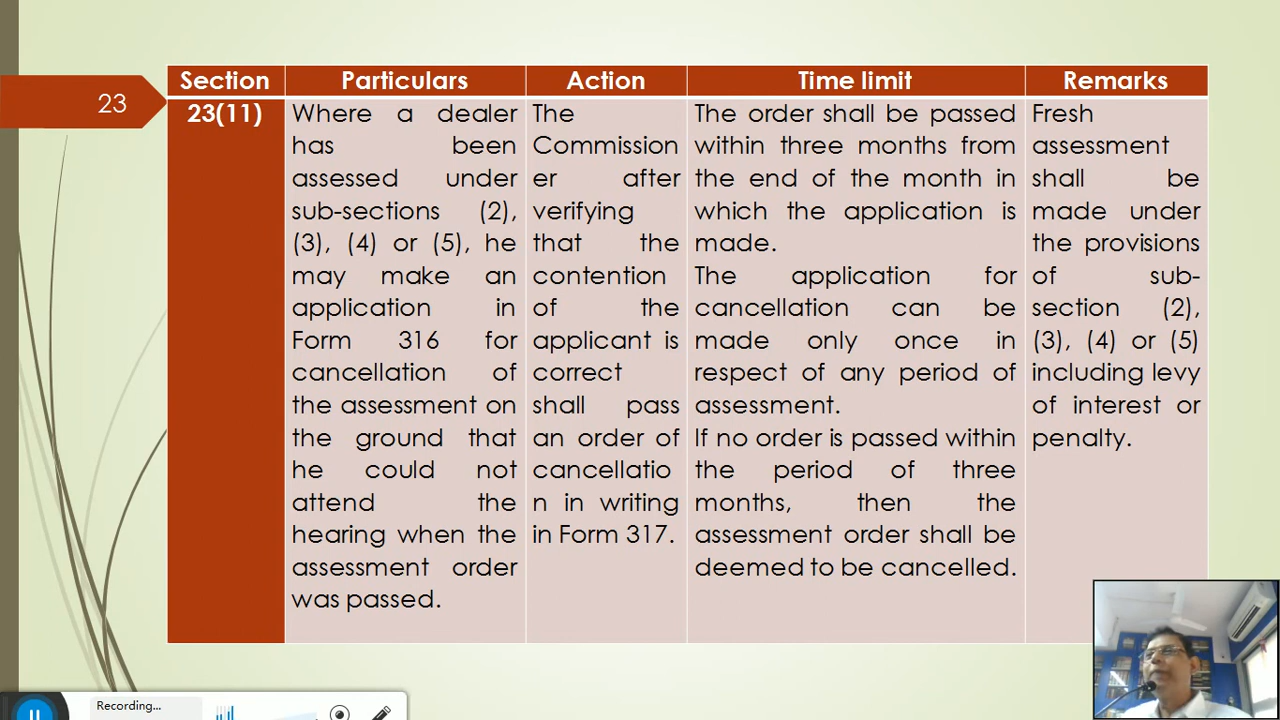 23
Section
Particulars
Action
Time limit
Remarks
23(11)
Where a dealer
has been
assessed under
sub-sections (2),
(3), (4) or (5), he
may make an
application in
Form 316 for
cancellation of
the assessment on
the ground that
he could not
attend the
hearing when the
assessment order
was passed.
The
Commission
er after
verifying
that the
contention
of the
applicant is
correct
shall pass
an order of
cancellatio
n in writing
in Form 317.
The order shall be passed
within three months from
the end of the month in
which the application is
made.
The application for
cancellation can be
made only once in
respect of any period of
assessment.
If no order is passed within
the period of three
months, then the
assessment order shall be
deemed to be cancelled.
Fresh
assessment
shall be
made under
the provisions
of sub-
section (2),
(3), (4) or (5)
including levy
of interest or
penalty.
Recording...